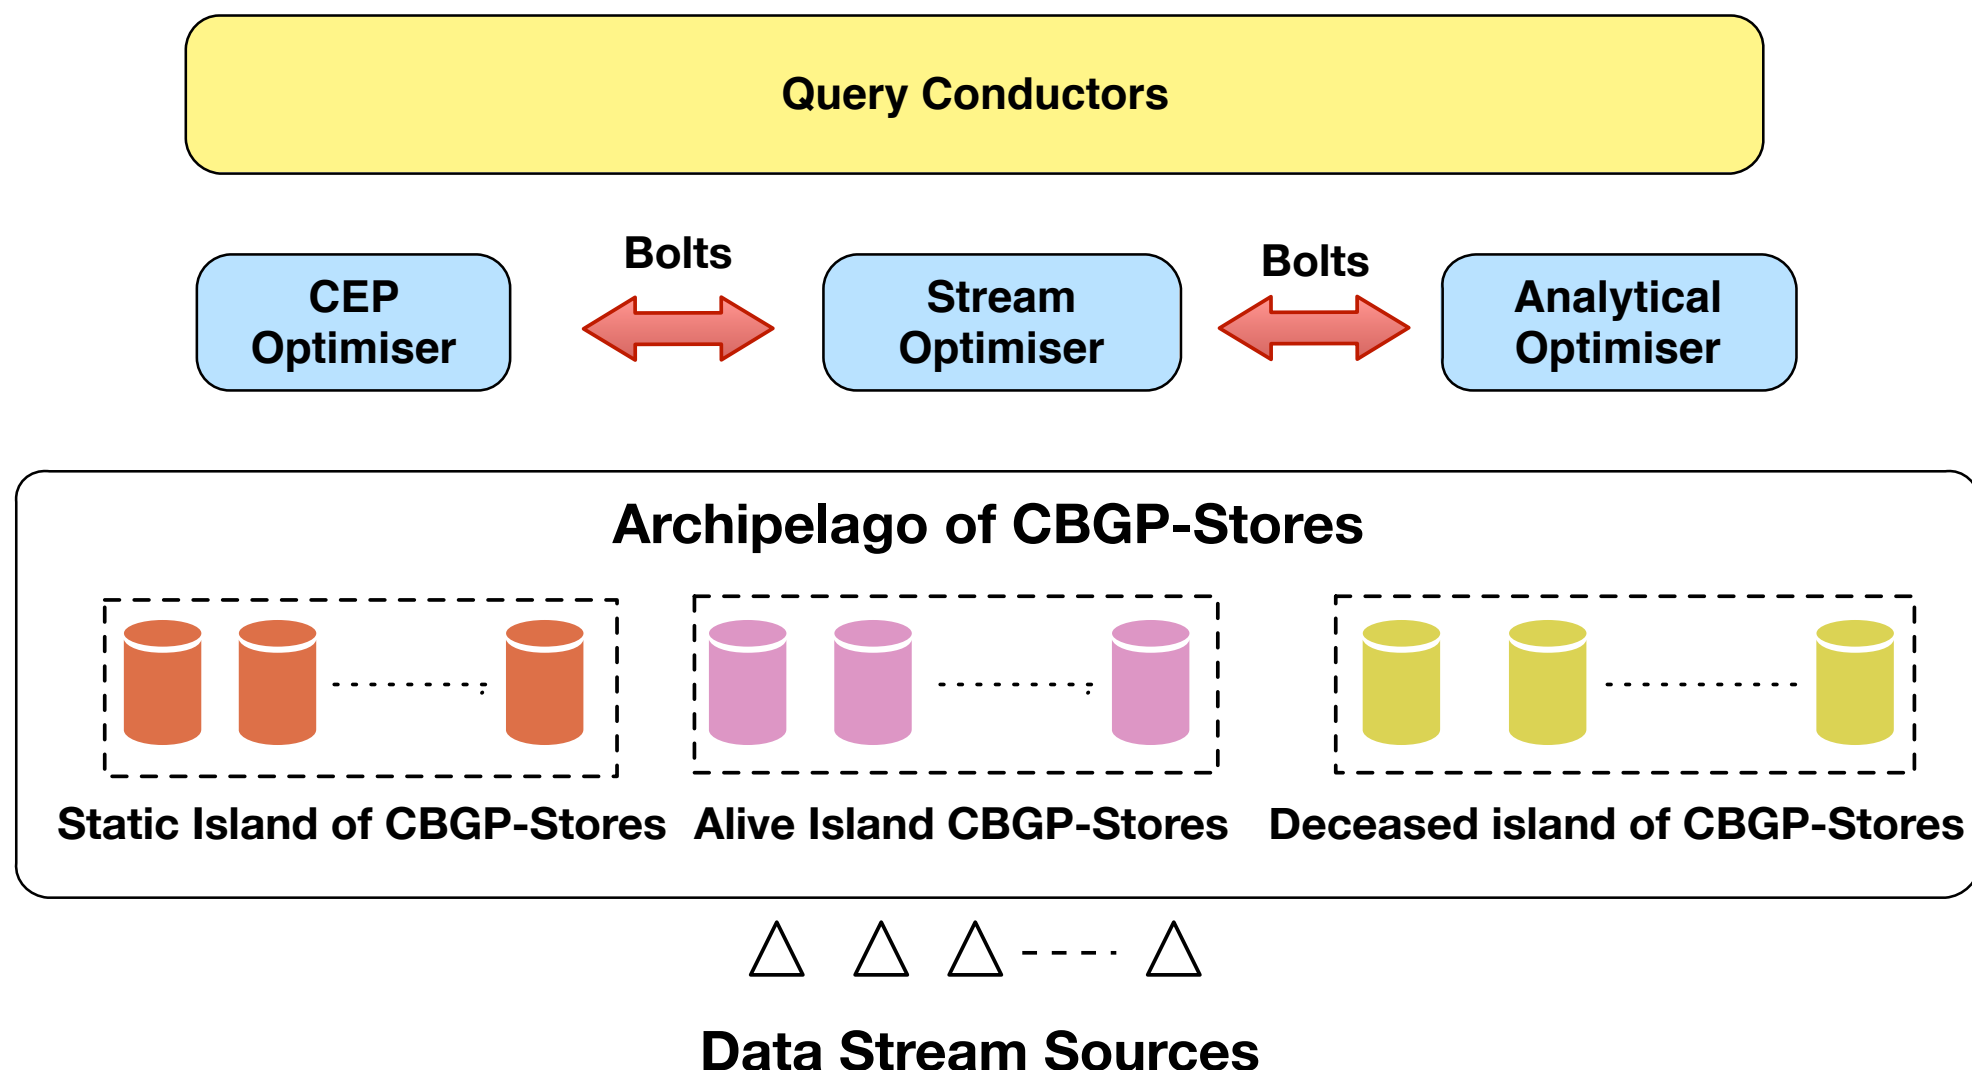 Query Conductors
Bolts
Bolts
CEP
Optimiser
Stream
Optimiser
Analytical
Optimiser
Archipelago of CBGP-Stores
Static Island of CBGP-Stores
Alive Island CBGP-Stores
Deceased island of CBGP-Stores
Data Stream Sources